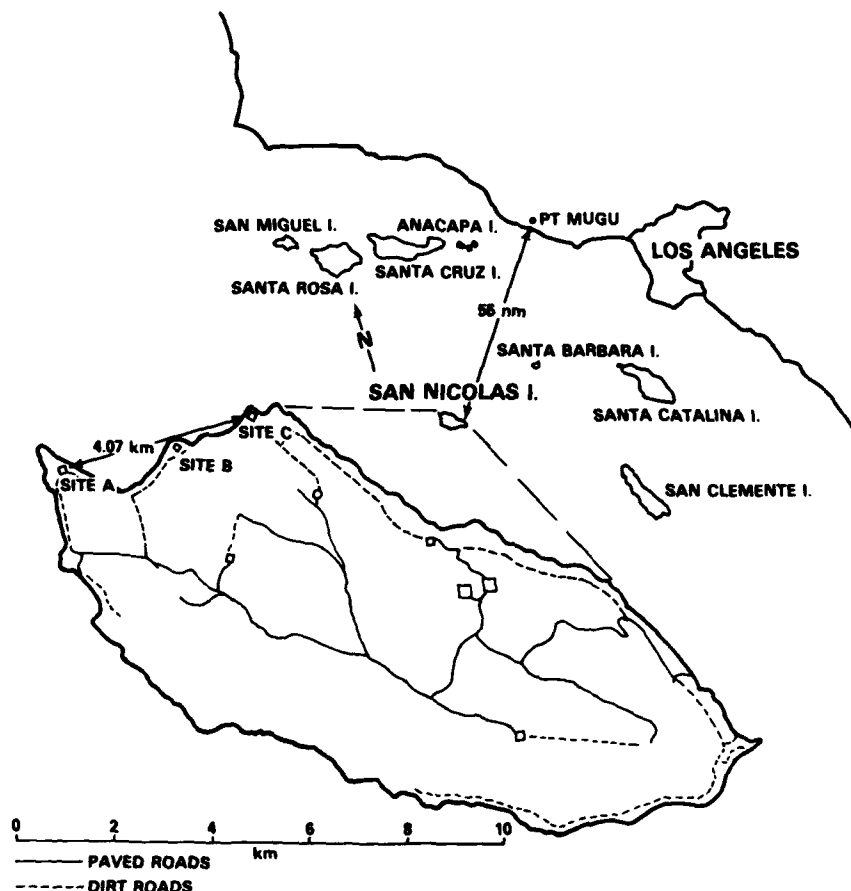 PT MUGU
SAN MIGUEL I.
ANACAPA I.
LOS ANGELES
SANTA CRUZ I.
SANTA ROSA I.
55 nm
N
SANTA BARBARA I.
SAN NICOLAS I.
SANTA CATALINA I.
4.07 km
SITE C
SITE B
SITE A
SAN CLEMENTE I.
0 2 4 6 8 10
km
PAVED ROADS
DIRT ROADS